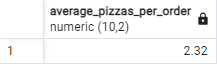 average_pizzas_per_order
numeric (10,2)
1 2.32